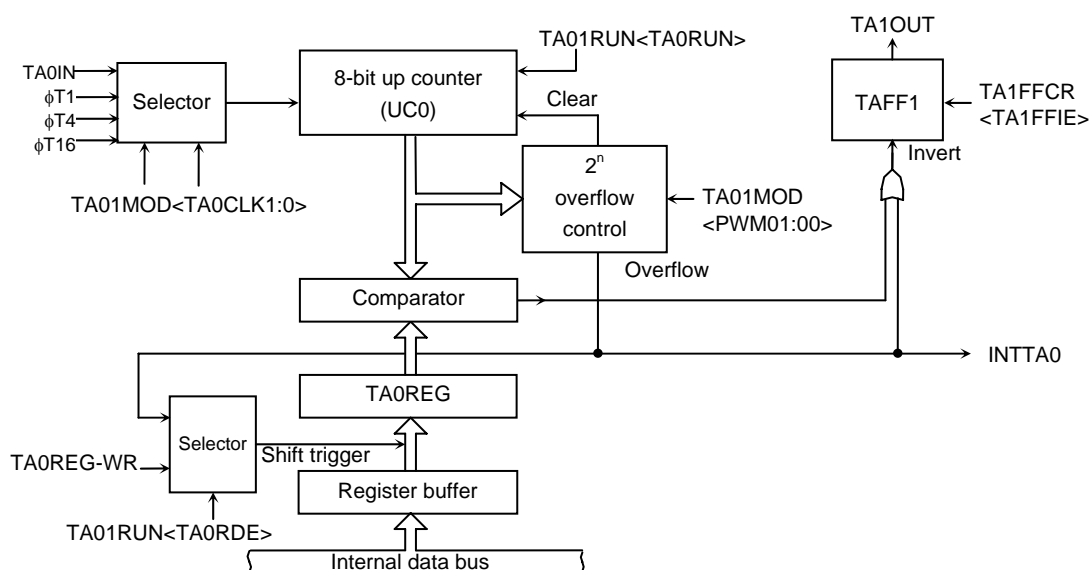 TA1OUT
TA01RUN<TA0RUN>
TA0IN
φT1
φT4
φT16
Selector
8-bit up counter
(UC0)
Clear
TAFF1
TA1FFCR
<TA1FFIE>
Invert
TA01MOD<TA0CLK1:0>
2n
overflow
control
TA01MOD
<PWM01:00>
Overflow
Comparator
INTTA0
TA0REG
Selector
Shift trigger
TA0REG-WR
Register buffer
TA01RUN<TA0RDE>
Internal data bus